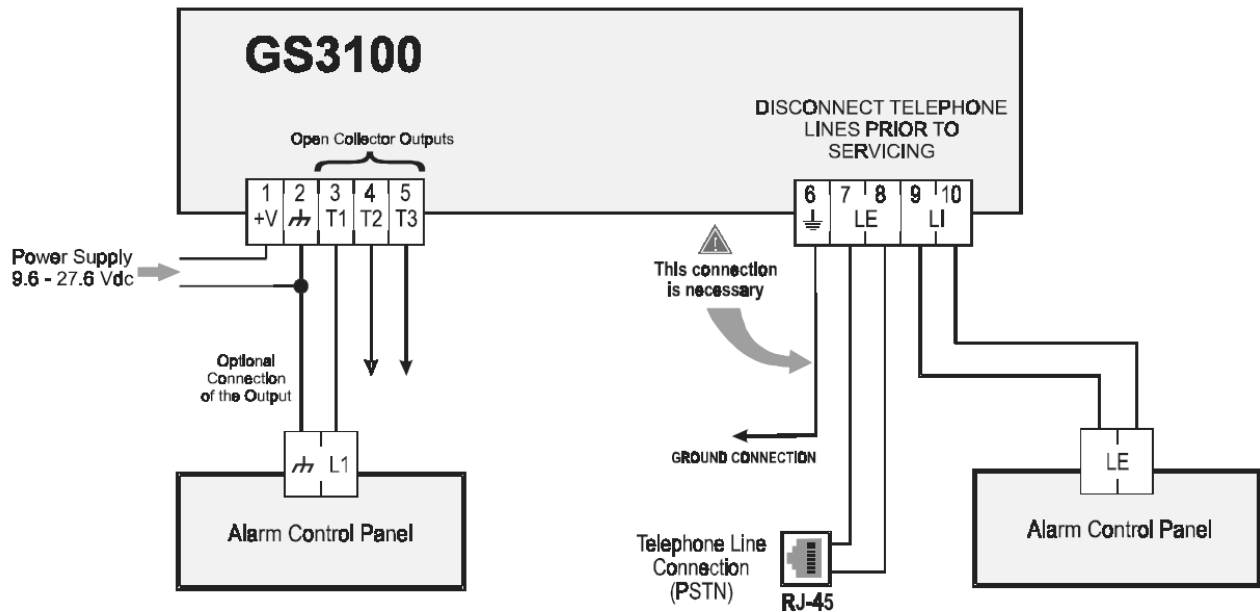 GS3100
Open Collector Outputs
DISCONNECT TELEPHONE
LINES PRIOR TO
SERVICING
1 2 3 4 5
+V T1 T2 T3
6 7 8 9 10
LE LI
Power Supply
9.6 - 27.6 Vdc
This connection
is necessary
Optional
Connection
of the Output
GROUND CONNECTION
L1
Alarm Control Panel
Telephone Line
Connection
(PSTN)
RJ-45
LE
Alarm Control Panel